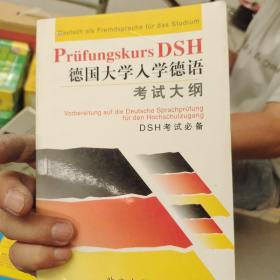 Deutsch als Fremdsprache für das Studium
Prüfungskurs DSH
德国大学入学德语
考试大纲
Vorbereitung auf die Deutsche Sprachprüfung
für den Hochschulzugang
DSH考试必备